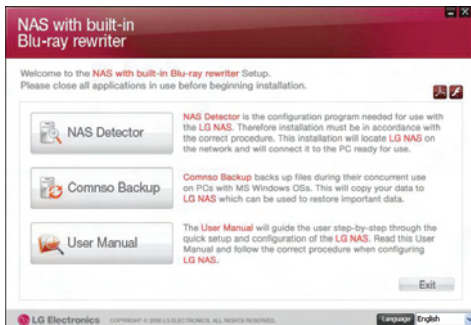 NAS with built-in
Blu-ray rewriter
Welcome to the NAS with built-in Blu-ray rewriter Setup.
Please close all applications in use before beginning installation.
NAS Detector
NAS Detector is the configuration program needed for use with
the LG NAS. Therefore installation must be in accordance with
the correct procedure. This installation will locate LG NAS on
the network and will connect it to the PC ready for use.
Comnso Backup
Comnso Backup backs up files during their concurrent use
on PCs with MS Windows OSs. This will copy your data to
LG NAS which can be used to restore important data.
User Manual
The User Manual will guide the user step-by-step through the
quick setup and configuration of the LG NAS. Read this User
Manual and follow the correct procedure when configuring
LG NAS.
Exit
LG Electronics COPYRIGHT © 2008 LG ELECTRONICS. ALL RIGHTS RESERVED. Language English